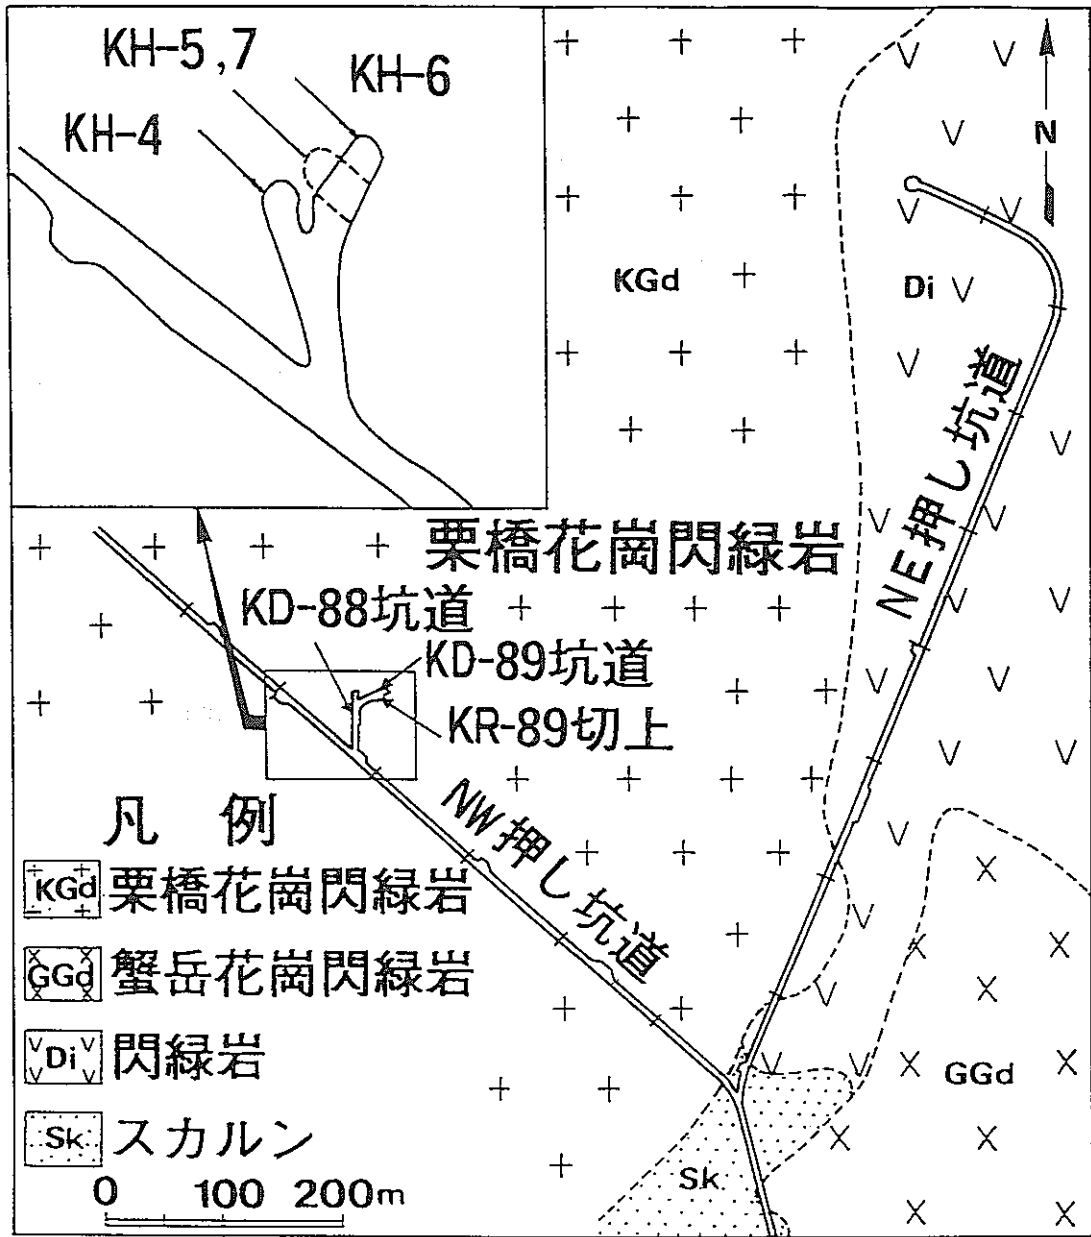 KH-5,7
KH-6
KH-4
N
KGd
Di
NE押し坑道
栗橋花崗閃緑岩
KD-88坑道
KD-89坑道
KR-89切上
NW押し坑道
凡 例
KGd 栗橋花崗閃緑岩
GGd 蟹岳花崗閃緑岩
Di 閃緑岩
Sk スカルン
GGd
Sk
0 100 200m